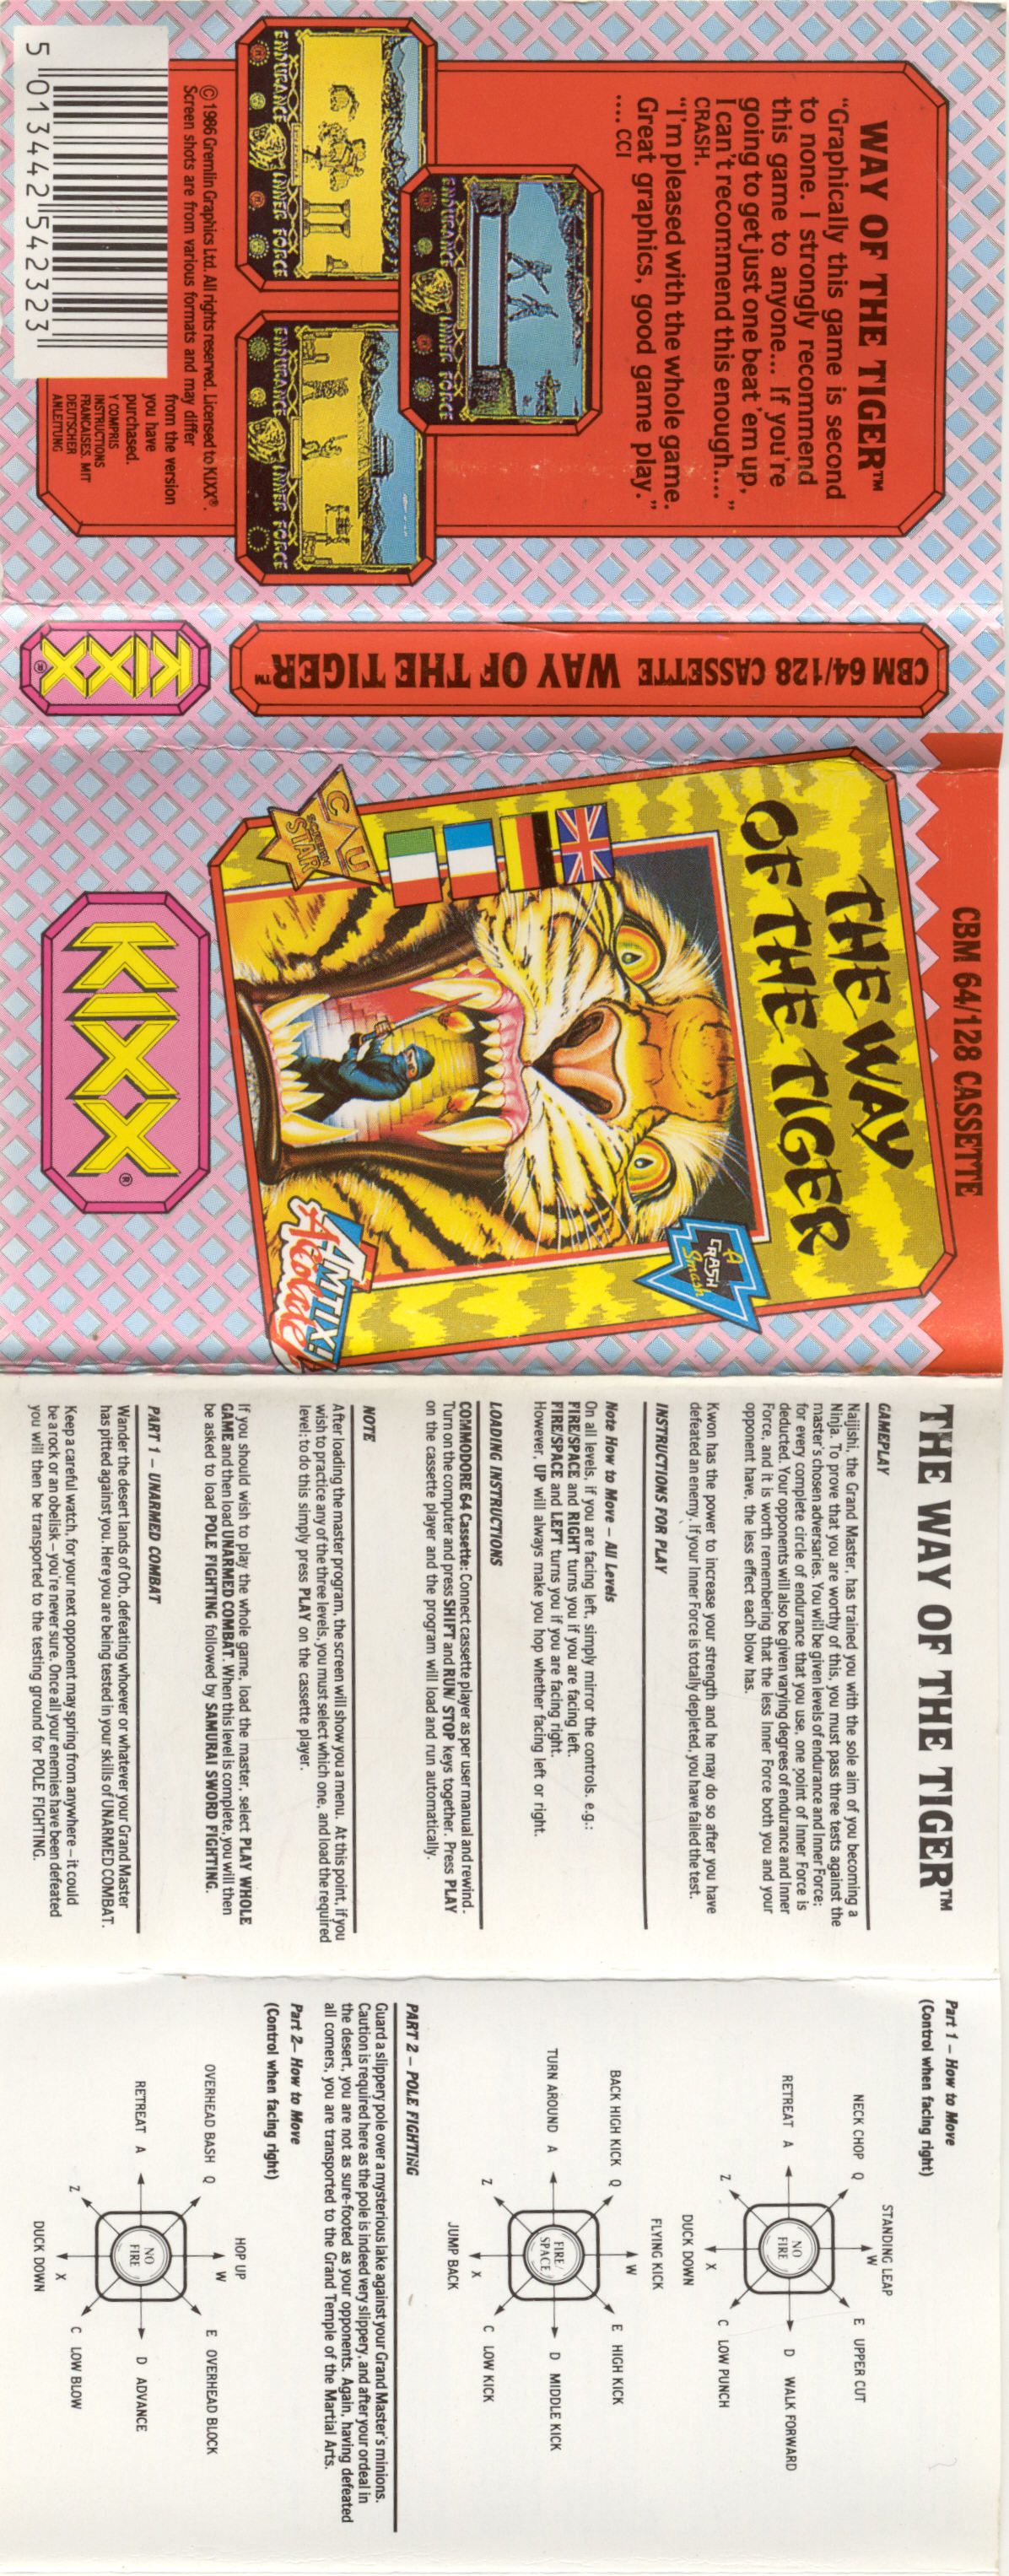 WAY OF THE TIGER™
"Graphically this game is second
to none. I strongly recommend
this game to anyone... If you're
going to get just one beat em up,
I can't recommend this enough.... "
CRASH.
"I'm pleased with the whole game.
Great graphics, good game play."
.... CCI
ENDURANCE INNER FORCE
ENDURANCE INNER FORCE
ENDURANCE INNER FORCE
© 1986 Gremlin Graphics Ltd. All rights reserved. Licensed to KIXX®.
Screen shots are from various formats and may differ
from the version
you have
purchased.
Y COMPRIS
INSTRUCTIONS
FRANCAISES. MIT
DEUTSCHER
ANLEITUNG
5 013442 542323
CBM 64/128 CASSETTE WAY OF THE TIGER™
KIXX®
CBM 64/128 CASSETTE
THE WAY
OF THE TIGER
C U
SCREEN
STAR
A
CRASH
Smash
AMTIX!
Accolade
KIXX®
THE WAY OF THE TIGER™
GAMEPLAY
Naijishi, the Grand Master, has trained you with the sole aim of you becoming a
Ninja. To prove that you are worthy of this, you must pass three tests against the
master's chosen adversaries. You will be given levels of endurance and Inner Force;
for every complete circle of endurance that you use, one point of Inner Force is
deducted. Your opponents will also be given varying degrees of endurance and Inner
Force, and it is worth remembering that the less Inner Force both you and your
opponent have, the less effect each blow has.
Kwon has the power to increase your strength and he may do so after you have
defeated an enemy. If your Inner Force is totally depleted, you have failed the test.
INSTRUCTIONS FOR PLAY
Note How to Move – All Levels
On all levels, if you are facing left, simply mirror the controls. e.g.:
FIRE/SPACE and RIGHT turns you if you are facing left.
FIRE/SPACE and LEFT turns you if you are facing right.
However, UP will always make you hop whether facing left or right.
LOADING INSTRUCTIONS
COMMODORE 64 Cassette: Connect cassette player as per user manual and rewind.
Turn on the computer and press SHIFT and RUN/ STOP keys together. Press PLAY
on the cassette player and the program will load and run automatically.
NOTE
After loading the master program, the screen will show you a menu. At this point, if you
wish to practice any of the three levels, you must select which one, and load the required
level; to do this simply press PLAY on the cassette player.
If you should wish to play the whole game, load the master, select PLAY WHOLE
GAME and then load UNARMED COMBAT. When this level is complete, you will then
be asked to load POLE FIGHTING followed by SAMURAI SWORD FIGHTING.
PART 1 – UNARMED COMBAT
Wander the desert lands of Orb, defeating whoever or whatever your Grand Master
has pitted against you. Here you are being tested in your skills of UNARMED COMBAT.
Keep a careful watch, for your next opponent may spring from anywhere – it could
be a rock or an obelisk – you're never sure. Once all your enemies have been defeated
you will then be transported to the testing ground for POLE FIGHTING.
Part 1 – How to Move
(Control when facing right)
STANDING LEAP
W
NECK CHOP Q
E UPPER CUT
RETREAT A
NO
FIRE
D WALK FORWARD
Z
C LOW PUNCH
X
DUCK DOWN
FLYING KICK
W
BACK HIGH KICK Q
E HIGH KICK
TURN AROUND A
FIRE/
SPACE
D MIDDLE KICK
Z
C LOW KICK
X
JUMP BACK
PART 2 – POLE FIGHTING
Guard a slippery pole over a mysterious lake against your Grand Master's minions.
Caution is required here as the pole is indeed very slippery, and after your ordeal in
the desert, you are not as sure-footed as your opponents. Again, having defeated
all comers, you are transported to the Grand Temple of the Martial Arts.
Part 2– How to Move
(Control when facing right)
HOP UP
W
OVERHEAD BASH Q
E OVERHEAD BLOCK
RETREAT A
NO
FIRE
D ADVANCE
Z
C LOW BLOW
X
DUCK DOWN